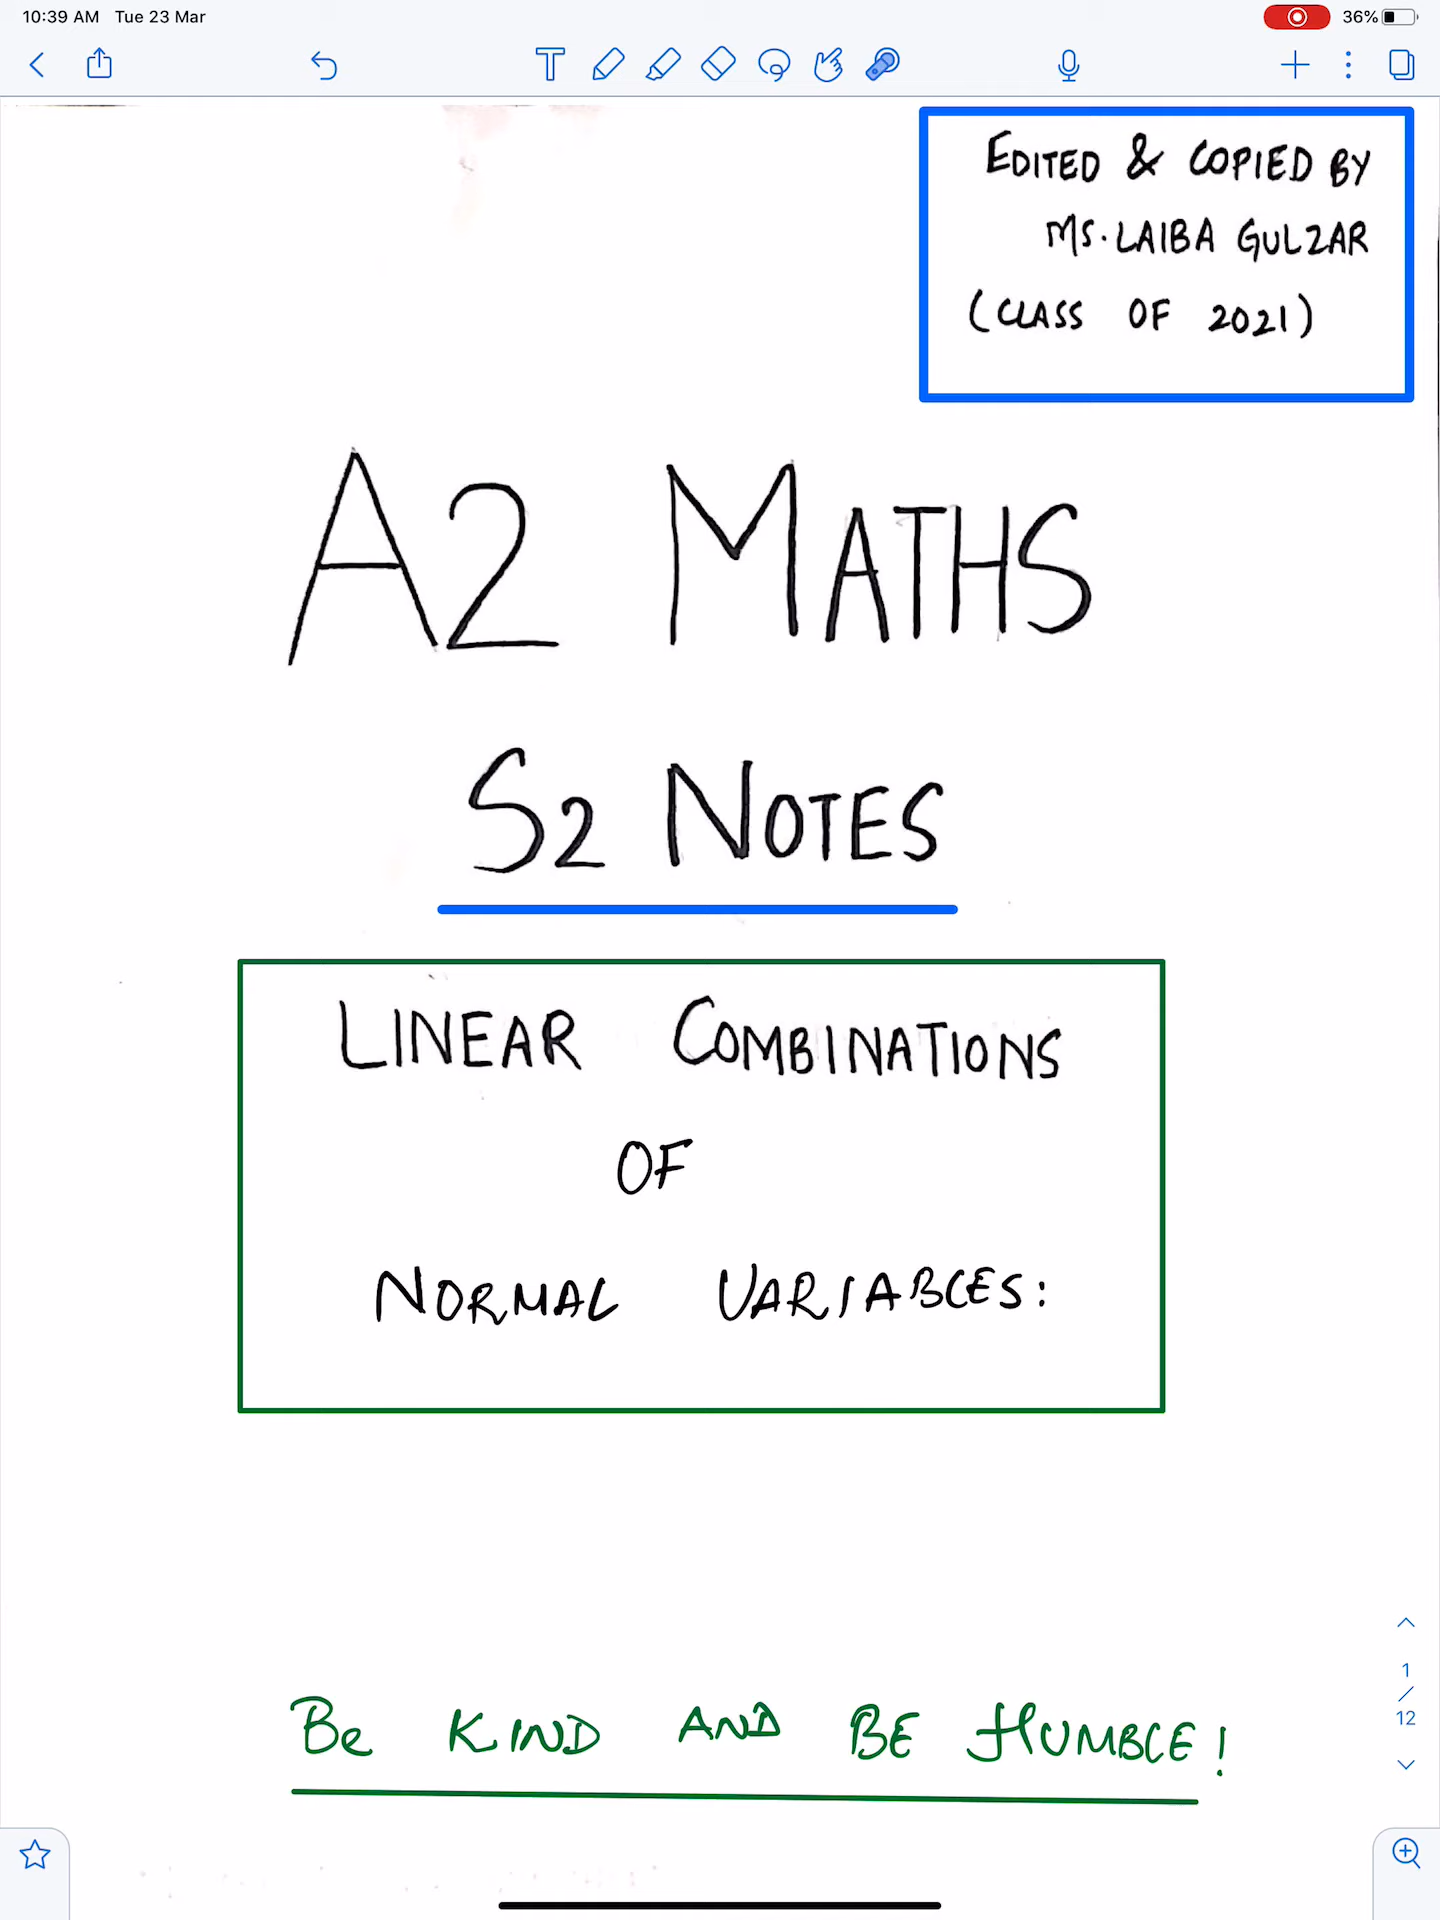 10:39 AM Tue 23 Mar
36%
EDITED & COPIED BY
MS. LAIBA GULZAR
(CLASS OF 2021)
A2 MATHS
S2 NOTES
LINEAR COMBINATIONS
OF
NORMAL VARIABLES:
1
/
12
Be KIND AND BE HUMBLE!